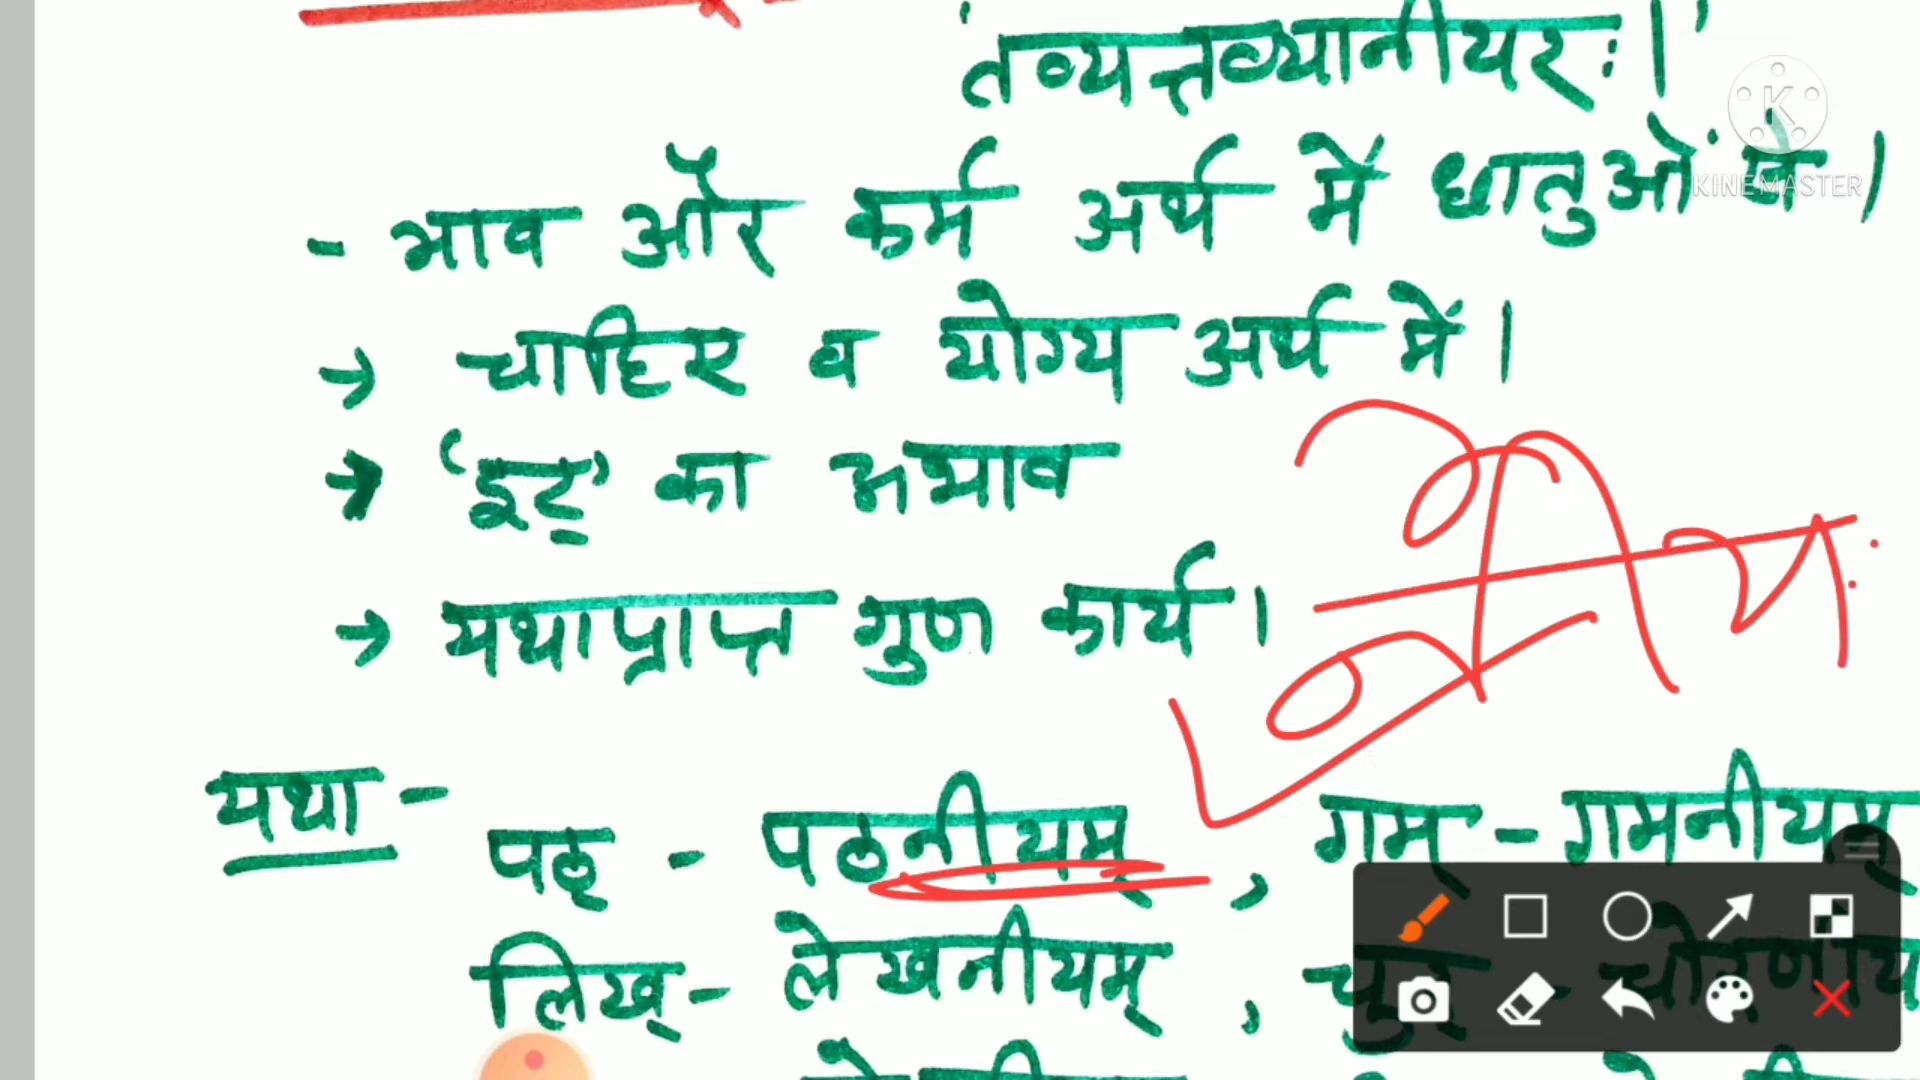 'तव्यत्तव्यानीयरः।'
- भाव और कर्म अर्थ में धातुओं से।
KINEMASTER
→ चाहिए व योग्य अर्थ में।
→ 'इट्' का अभाव
→ यथाप्राप्त गुण कार्य।
नीयः
यथा -
पठ् - पठनीयम् , गम् - गमनीयम्
लिख् - लेखनीयम् , चुर् - चोरणीय